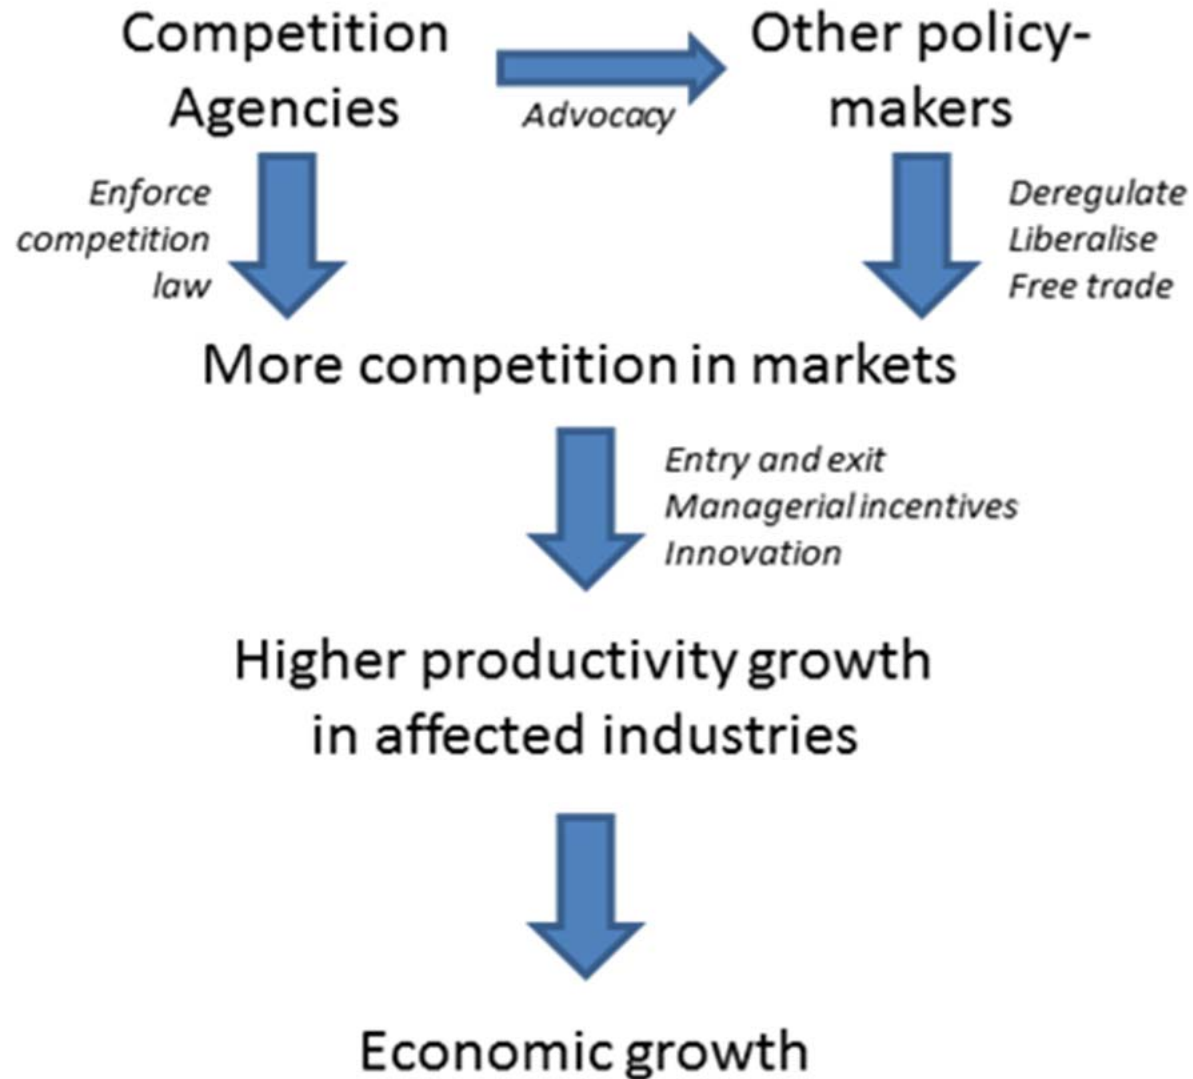 Competition
Agencies
Advocacy
Other policy-
makers
Enforce
competition
law
Deregulate
Liberalise
Free trade
More competition in markets
Entry and exit
Managerial incentives
Innovation
Higher productivity growth
in affected industries
Economic growth